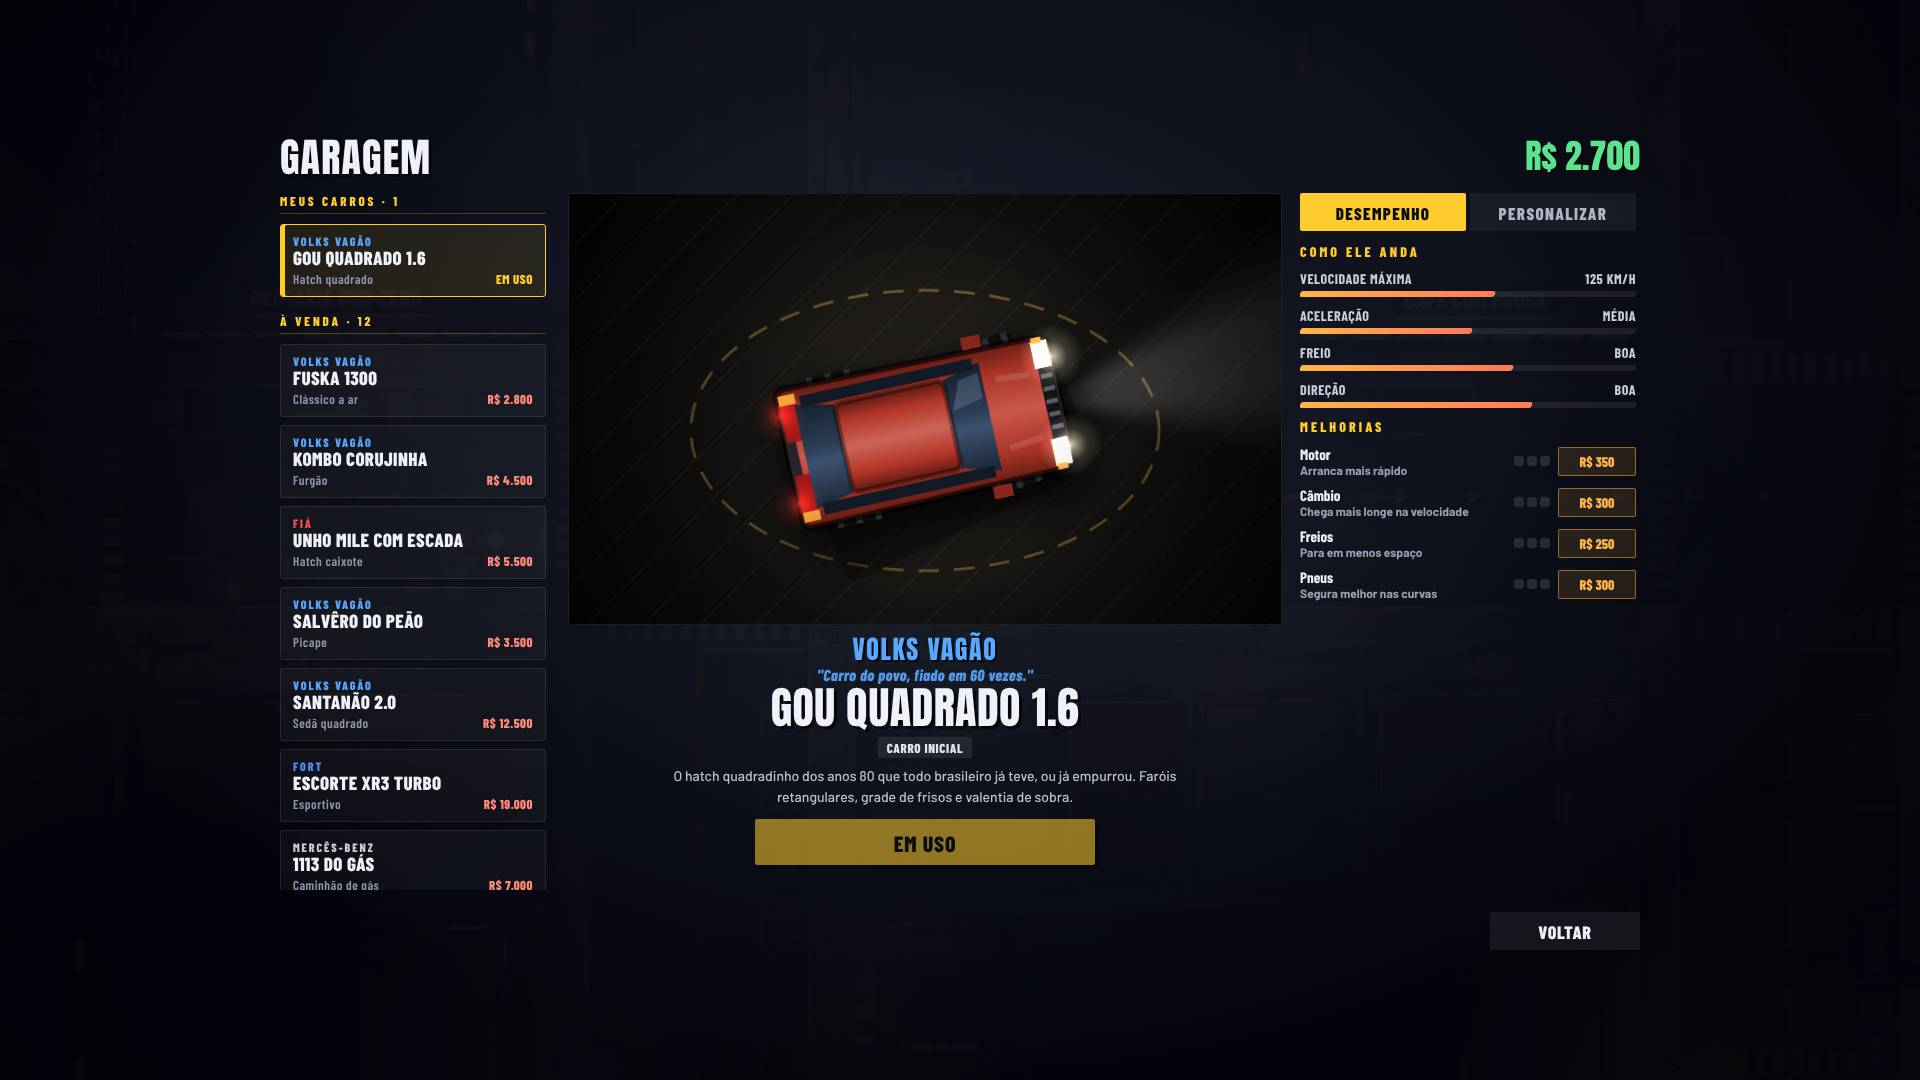 GARAGEM
R$ 2.700
MEUS CARROS · 1
VOLKS VAGÃO
GOU QUADRADO 1.6
Hatch quadrado
EM USO
À VENDA · 12
VOLKS VAGÃO
FUSKA 1300
Clássico a ar
R$ 2.800
VOLKS VAGÃO
KOMBO CORUJINHA
Furgão
R$ 4.500
FIÁ
UNHO MILE COM ESCADA
Hatch caixote
R$ 5.500
VOLKS VAGÃO
SALVÊRO DO PEÃO
Picape
R$ 3.500
VOLKS VAGÃO
SANTANÃO 2.0
Sedã quadrado
R$ 12.500
FORT
ESCORTE XR3 TURBO
Esportivo
R$ 19.000
MERCÊS-BENZ
1113 DO GÁS
Caminhão de gás
R$ 7.000
VOLKS VAGÃO
"Carro do povo, fiado em 60 vezes."
GOU QUADRADO 1.6
CARRO INICIAL
O hatch quadradinho dos anos 80 que todo brasileiro já teve, ou já empurrou. Faróis
retangulares, grade de frisos e valentia de sobra.
EM USO
DESEMPENHO
PERSONALIZAR
COMO ELE ANDA
VELOCIDADE MÁXIMA
125 KM/H
ACELERAÇÃO
MÉDIA
FREIO
BOA
DIREÇÃO
BOA
MELHORIAS
Motor
Arranca mais rápido
R$ 350
Câmbio
Chega mais longe na velocidade
R$ 300
Freios
Para em menos espaço
R$ 250
Pneus
Segura melhor nas curvas
R$ 300
VOLTAR